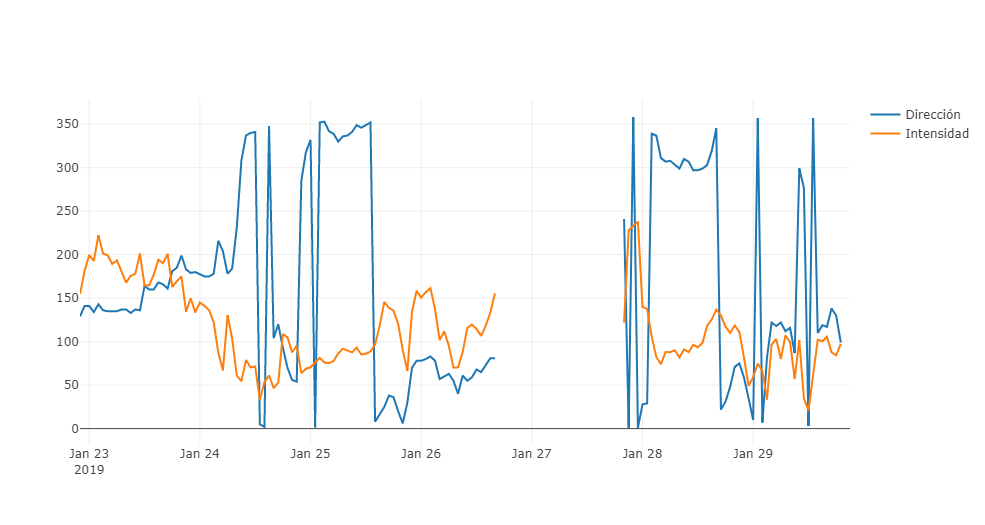 350
300
250
200
150
100
50
0
Jan 23
2019
Jan 24
Jan 25
Jan 26
Jan 27
Jan 28
Jan 29
Dirección
Intensidad